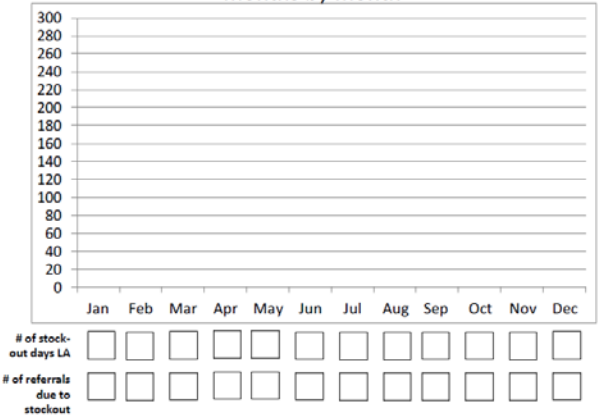 300
280
260
240
220
200
180
160
140
120
100
80
60
40
20
0
Jan Feb Mar Apr May Jun Jul Aug Sep Oct Nov Dec
# of stock-
out days LA
# of referrals
due to
stockout